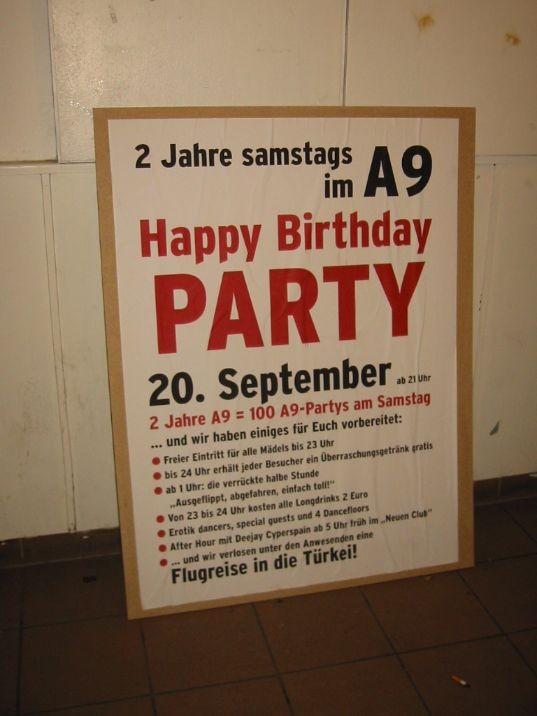 2 Jahre samstags
im A9
Happy Birthday
PARTY
20. September ab 21 Uhr
2 Jahre A9 = 100 A9-Partys am Samstag
... und wir haben einiges für Euch vorbereitet:
• Freier Eintritt für alle Mädels bis 23 Uhr
• bis 24 Uhr erhält jeder Besucher ein Überraschungsgetränk gratis
• ab 1 Uhr: die verrückte halbe Stunde
„Ausgeflippt, abgefahren, einfach toll!"
• Von 23 bis 24 Uhr kosten alle Longdrinks 2 Euro
• Erotik dancers, special guests und 4 Dancefloors
• After Hour mit Deejay Cyperspain ab 5 Uhr früh im „Neuen Club"
• ... und wir verlosen unter den Anwesenden eine
Flugreise in die Türkei!